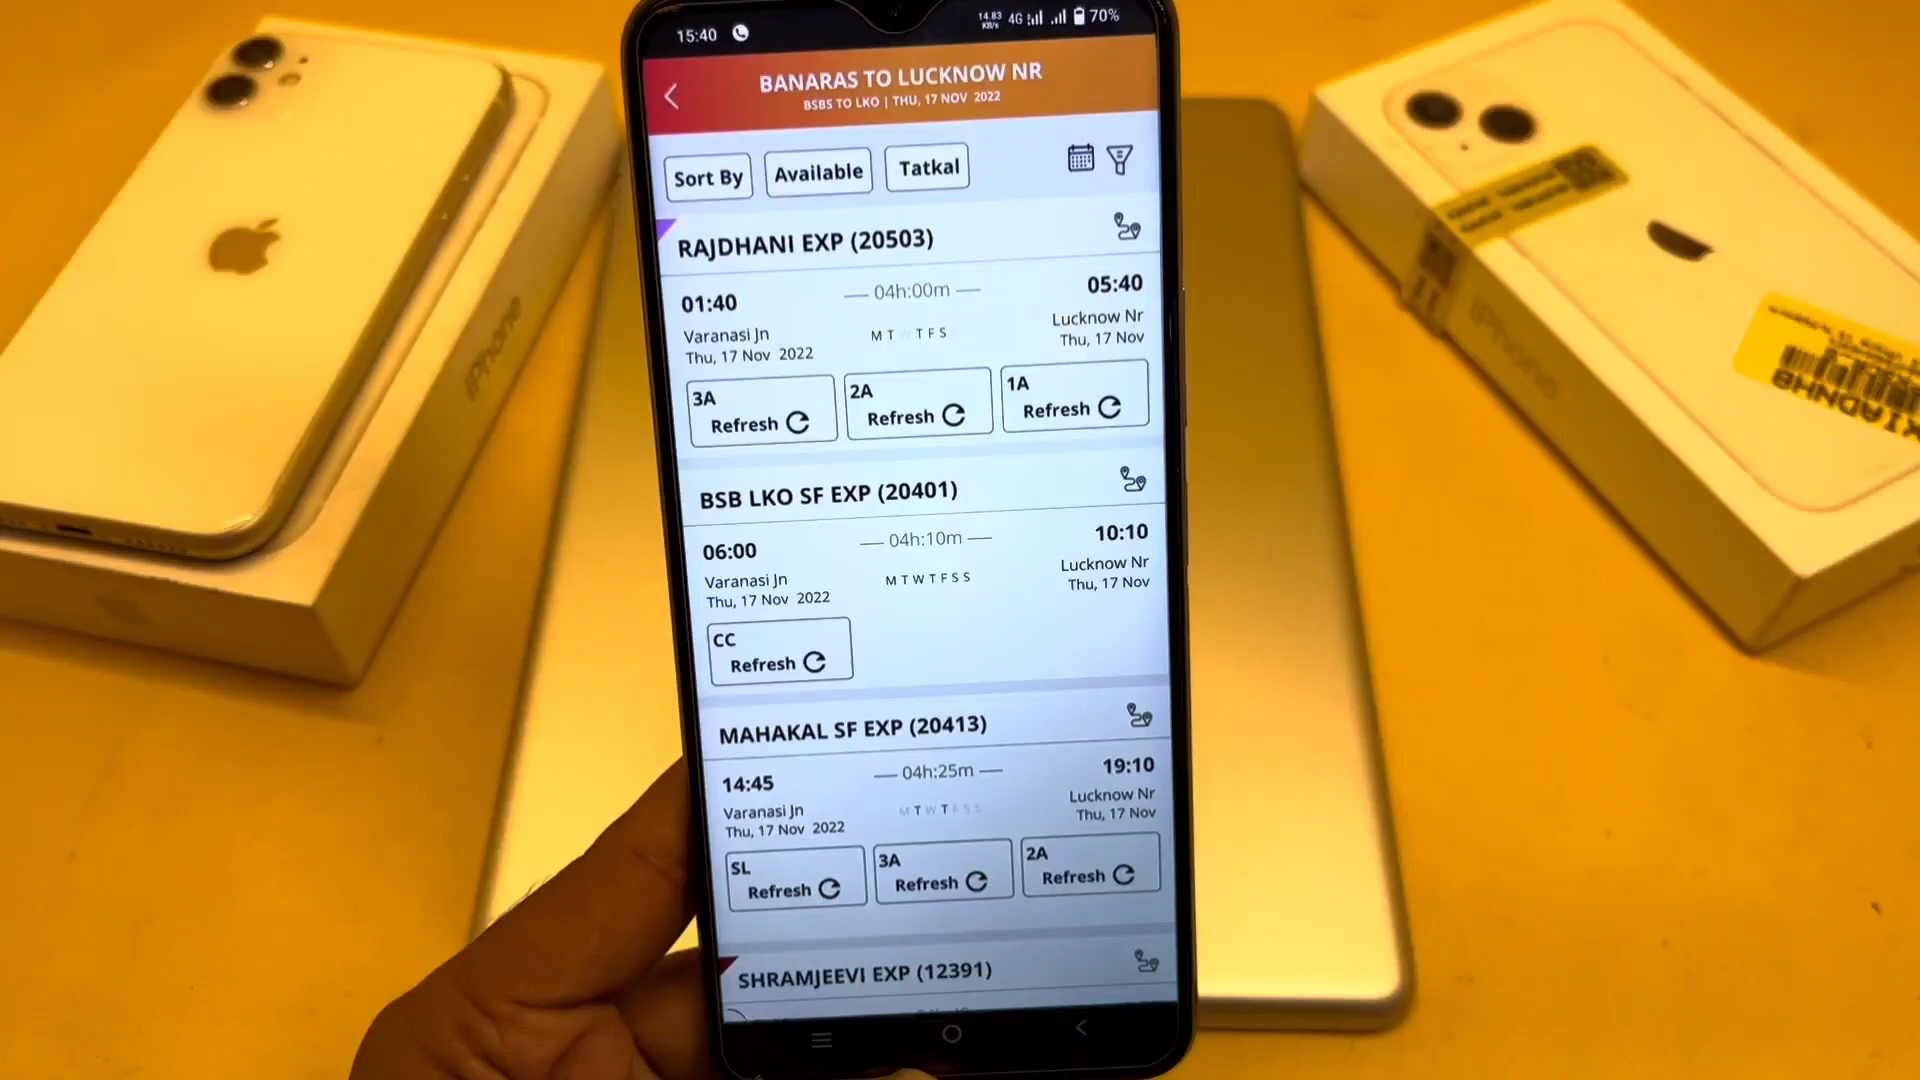 15:40
14.83 KB/s 4G 70%
BANARAS TO LUCKNOW NR
BSBS TO LKO | THU, 17 NOV 2022
Sort By Available Tatkal
RAJDHANI EXP (20503)
01:40 04h:00m 05:40
Varanasi Jn M T W T F S Lucknow Nr
Thu, 17 Nov 2022 Thu, 17 Nov
3A 2A 1A
Refresh Refresh Refresh
BSB LKO SF EXP (20401)
06:00 04h:10m 10:10
Varanasi Jn M T W T F S S Lucknow Nr
Thu, 17 Nov 2022 Thu, 17 Nov
CC
Refresh
MAHAKAL SF EXP (20413)
14:45 04h:25m 19:10
Varanasi Jn M T W T F S S Lucknow Nr
Thu, 17 Nov 2022 Thu, 17 Nov
SL 3A 2A
Refresh Refresh Refresh
SHRAMJEEVI EXP (12391)
iPhone
iPhone